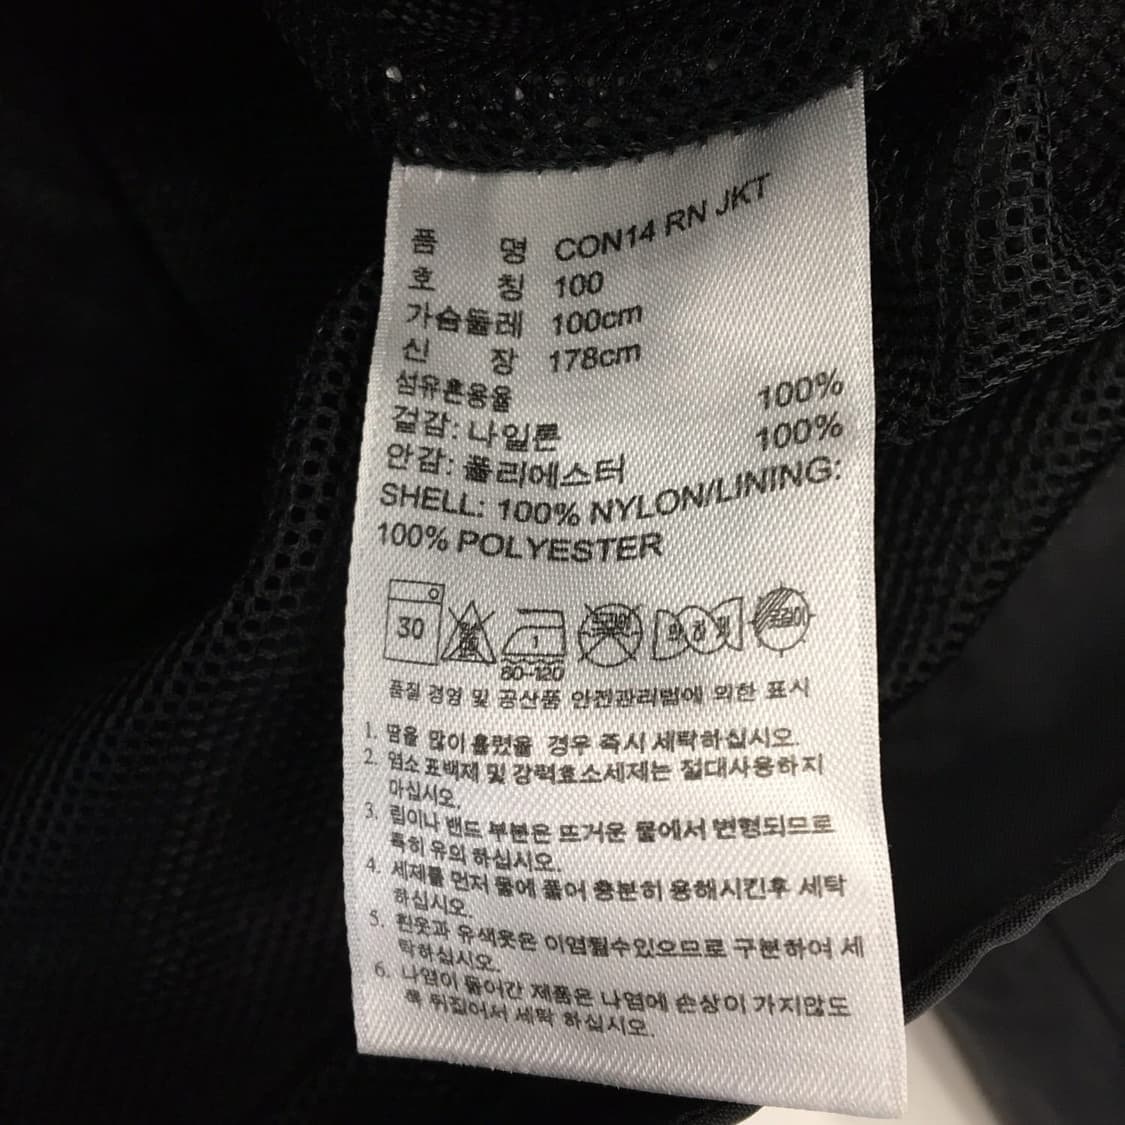 품 명 CON14 RN JKT
호 칭 100
가슴둘레 100cm
신 장 178cm
섬유혼용율
겉감: 나일론 100%
안감: 폴리에스터 100%
SHELL: 100% NYLON/LINING:
100% POLYESTER
30
1
80-120
드라이
약하게
옷걸이
품질 경영 및 공산품 안전관리법에 의한 표시
1. 땀을 많이 흘렸을 경우 즉시 세탁하십시오.
2. 염소 표백제 및 강력효소세제는 절대사용하지
마십시오.
3. 립이나 밴드 부분은 뜨거운 물에서 변형되므로
특히 유의 하십시오.
4. 세제를 먼저 물에 풀어 충분히 용해시킨후 세탁
하십시오.
5. 흰옷과 유색옷은 이염될수있으므로 구분하여 세
탁하십시오.
6. 나염이 들어간 제품은 나염에 손상이 가지않도
록 뒤집어서 세탁 하십시오.